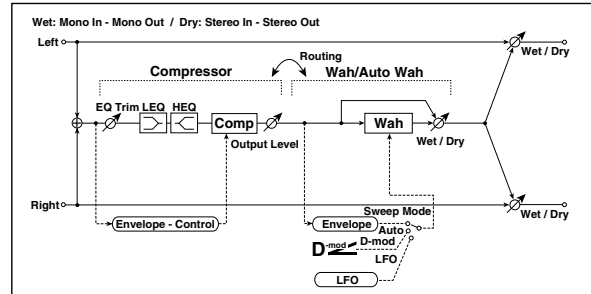 Wet: Mono In - Mono Out / Dry: Stereo In - Stereo Out
Left
Wet / Dry
Routing
Compressor
Wah/Auto Wah
EQ Trim LEQ HEQ
Comp
Output Level
Wah
Wet / Dry
Right
Wet / Dry
Envelope - Control
Envelope
Sweep Mode
Auto
D-mod
D-mod
LFO
LFO